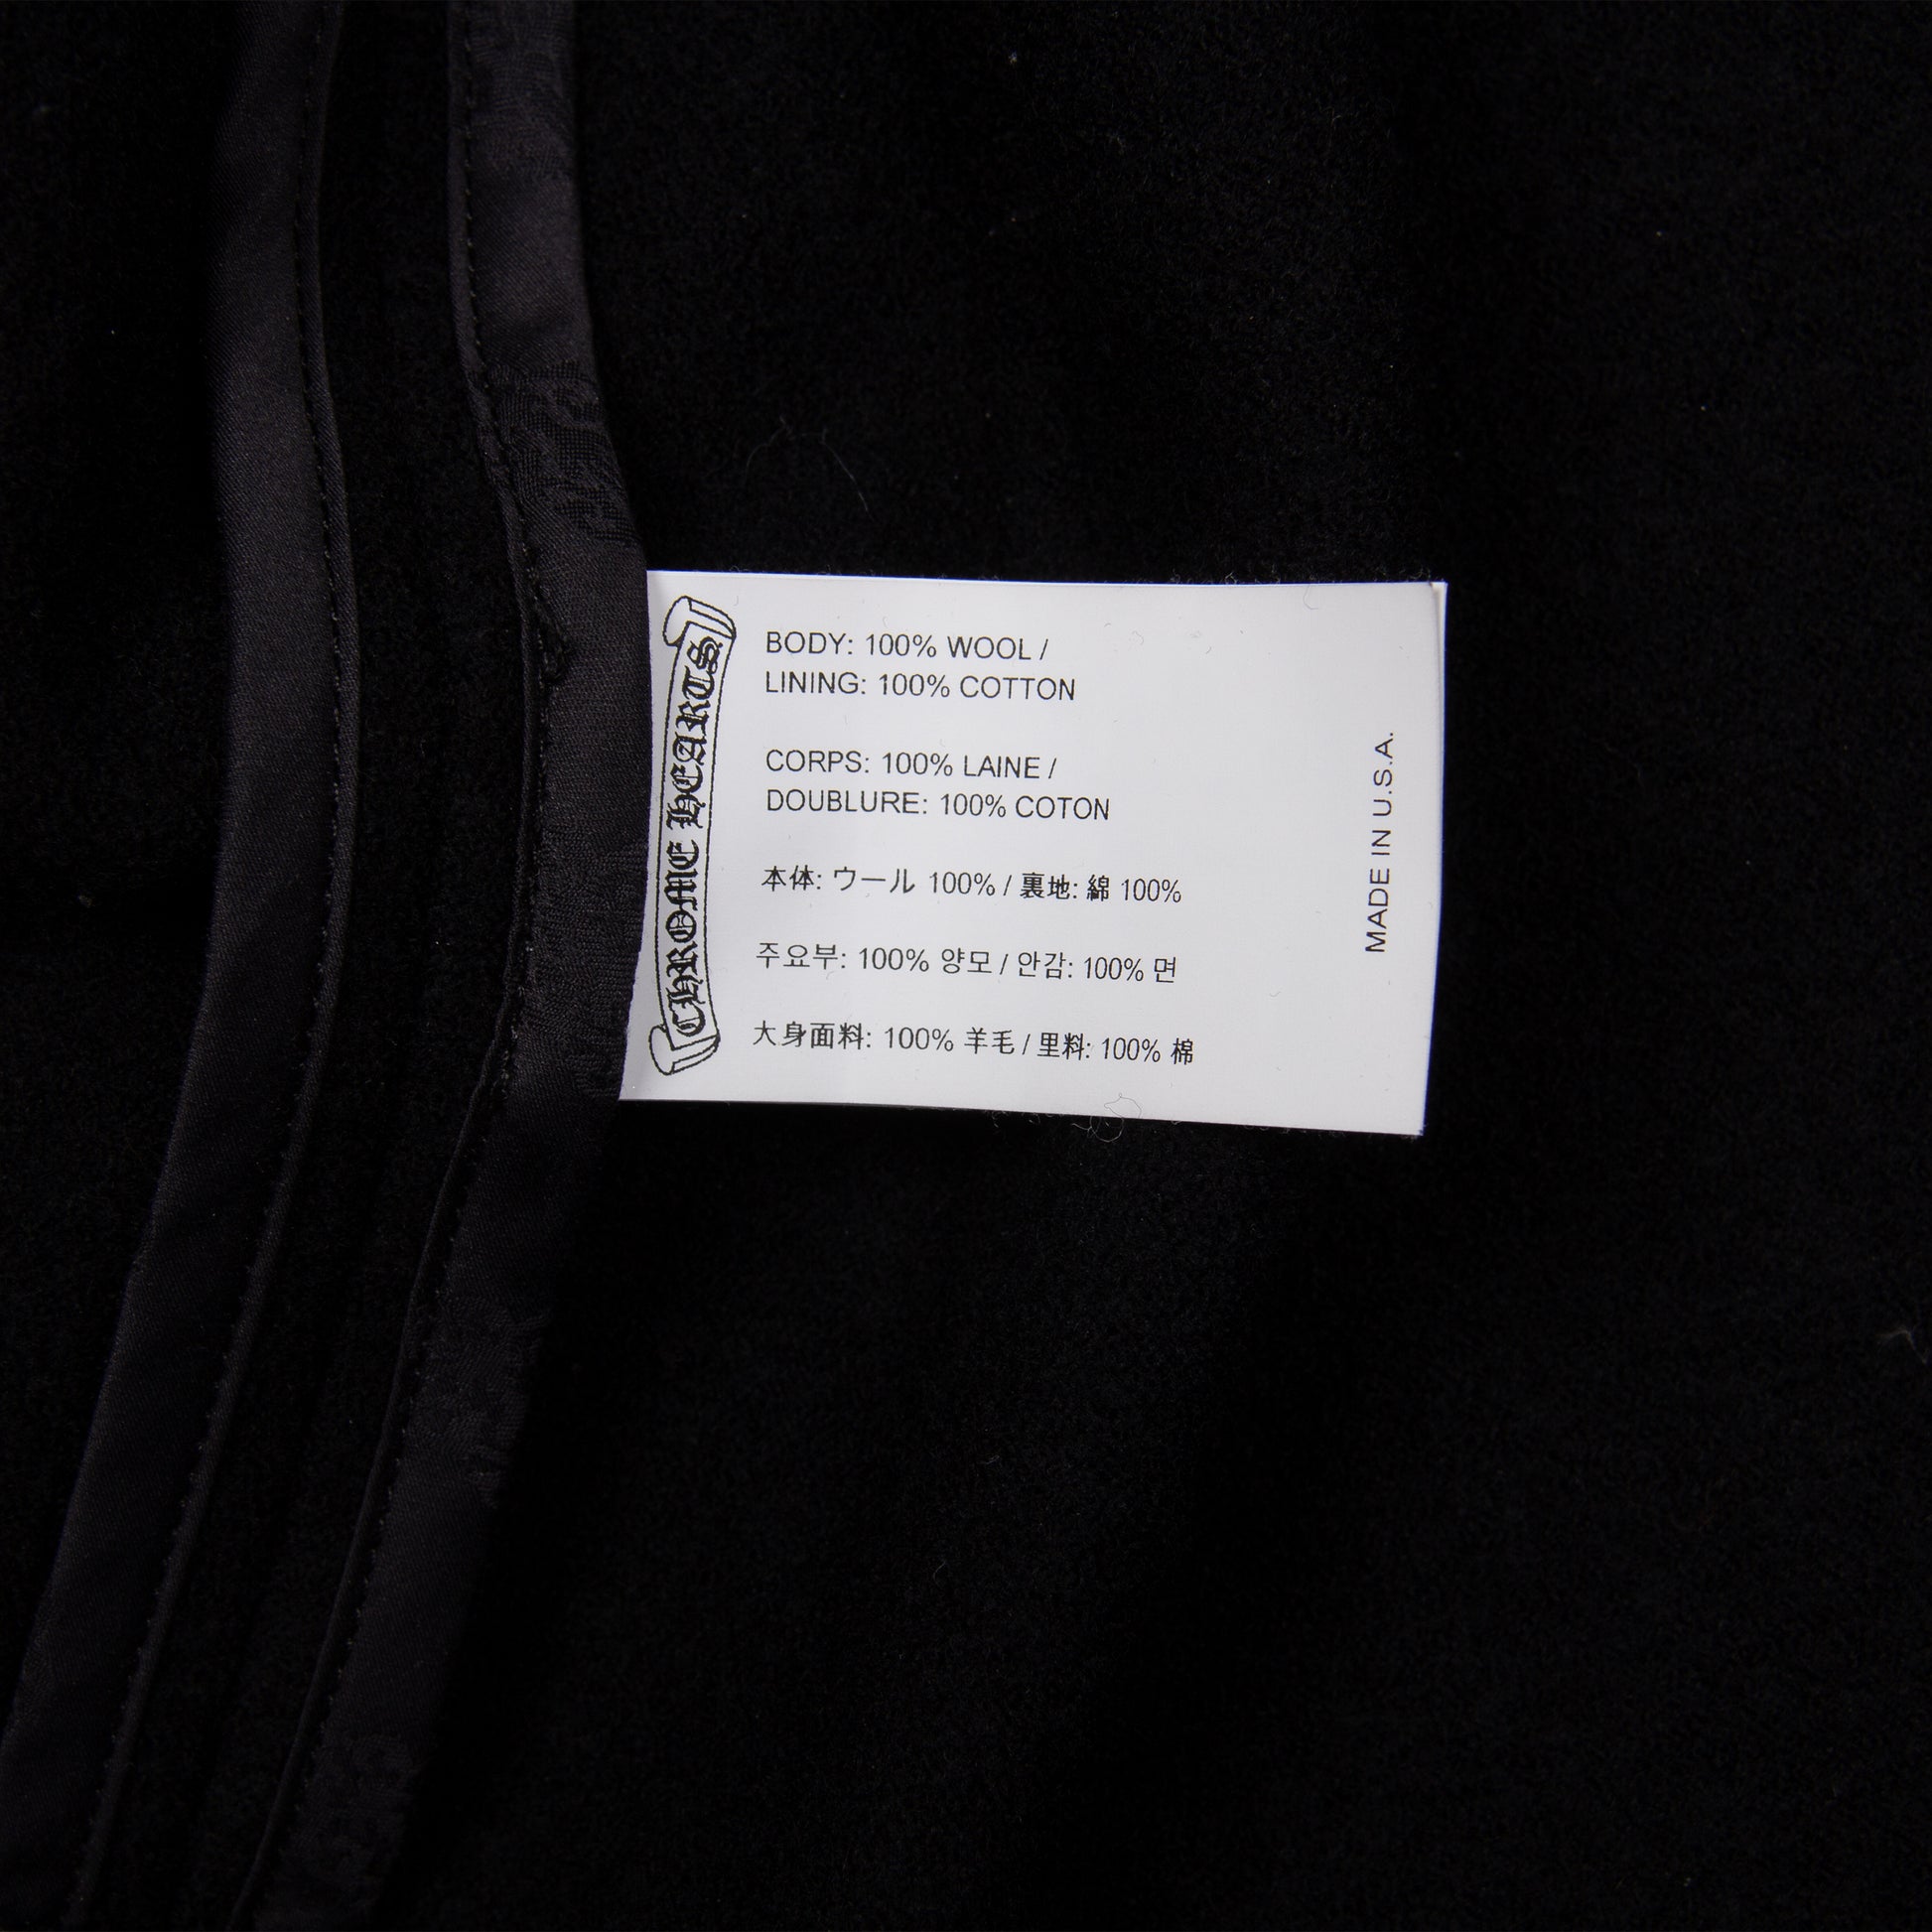 CHROME HEARTS
BODY: 100% WOOL /
LINING: 100% COTTON
CORPS: 100% LAINE /
DOUBLURE: 100% COTON
本体: ウール 100% / 裏地: 綿 100%
주요부: 100% 양모 / 안감: 100% 면
大身面料: 100% 羊毛 / 里料: 100% 棉
MADE IN U.S.A.